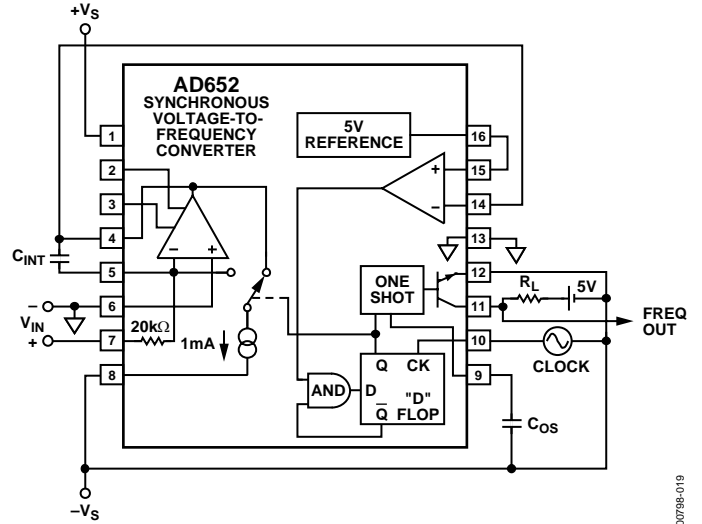 +VS
AD652
SYNCHRONOUS
VOLTAGE-TO-
FREQUENCY
CONVERTER
5V
REFERENCE
1
2
3
4
5
6
7
8
16
15
14
13
12
11
10
9
+
−
−
+
CINT
−
VIN
+
20kΩ
1mA
ONE
SHOT
AND
D
Q
CK
"D"
FLOP
Q
RL
5V
FREQ
OUT
CLOCK
COS
−VS
00798-019